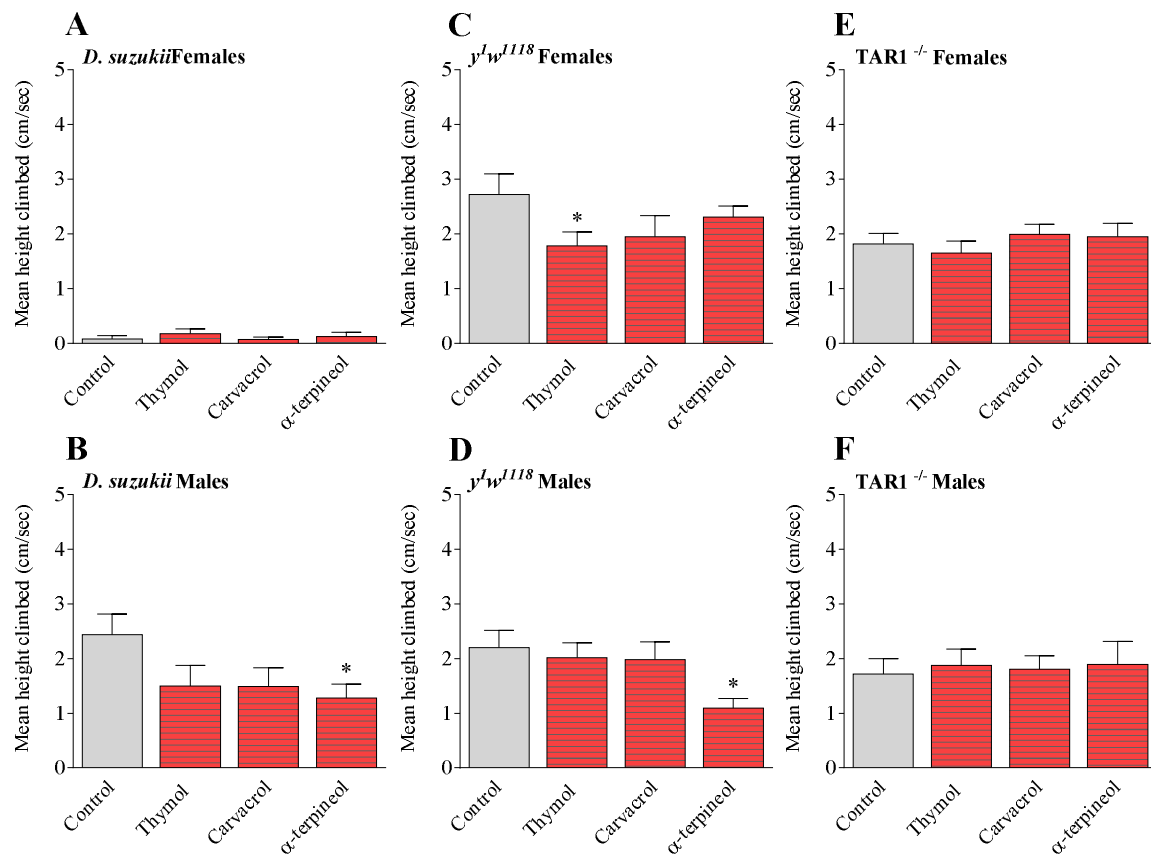 A
D. suzukiiFemales
Mean height climbed (cm/sec)
5
4
3
2
1
0
Control
Thymol
Carvacrol
α-terpineol
C
y¹w¹¹¹⁸ Females
Mean height climbed (cm/sec)
5
4
3
2
1
0
*
Control
Thymol
Carvacrol
α-terpineol
E
TAR1 ⁻/⁻ Females
Mean height climbed (cm/sec)
5
4
3
2
1
0
Control
Thymol
Carvacrol
α-terpineol
B
D. suzukii Males
Mean height climbed (cm/sec)
5
4
3
2
1
0
*
Control
Thymol
Carvacrol
α-terpineol
D
y¹w¹¹¹⁸ Males
Mean height climbed (cm/sec)
5
4
3
2
1
0
*
Control
Thymol
Carvacrol
α-terpineol
F
TAR1 ⁻/⁻ Males
Mean height climbed (cm/sec)
5
4
3
2
1
0
Control
Thymol
Carvacrol
α-terpineol